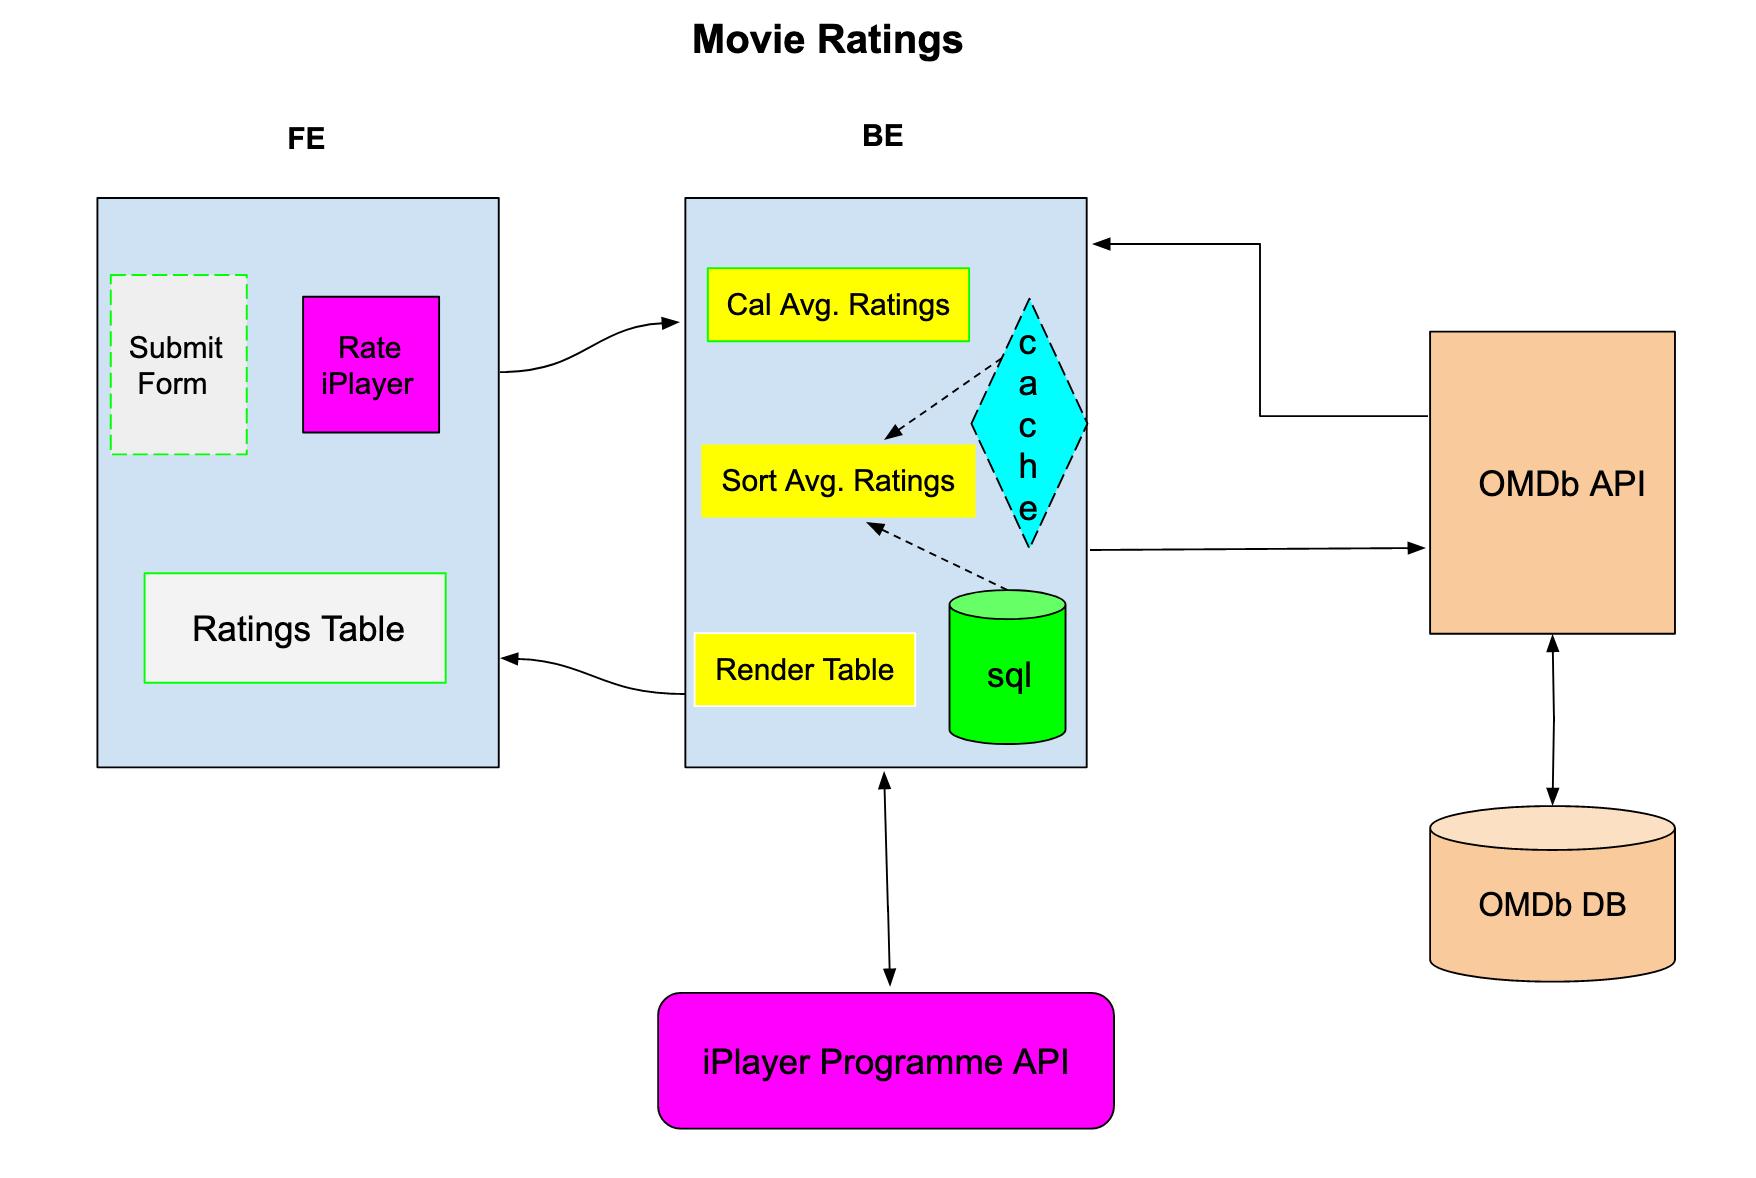 Movie Ratings
FE
BE
Submit
Form
Rate
iPlayer
Ratings Table
Cal Avg. Ratings
c
a
c
h
e
Sort Avg. Ratings
Render Table
sql
OMDb API
OMDb DB
iPlayer Programme API